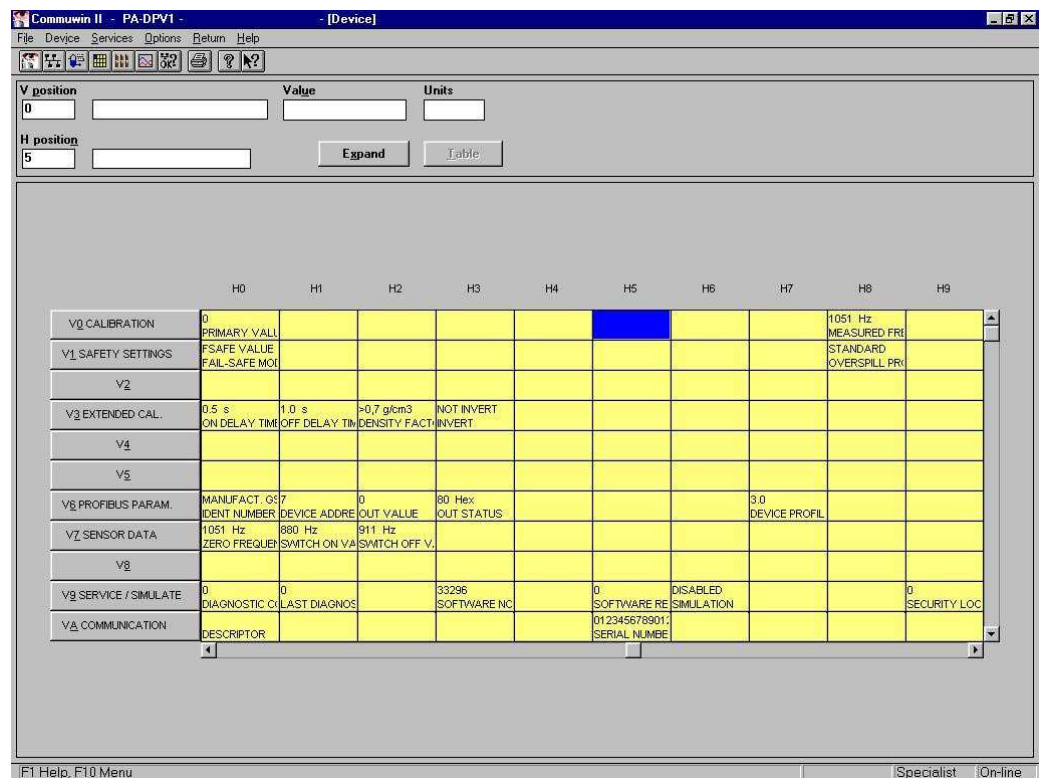 Commuwin II - PA-DPV1 - - [Device]
File Device Services Options Return Help
V position Value Units
0
H position
5 Expand Table
H0 H1 H2 H3 H4 H5 H6 H7 H8 H9
V0 CALIBRATION 0 1051 Hz
PRIMARY VALU MEASURED FRE
V1 SAFETY SETTINGS FSAFE VALUE STANDARD
FAIL-SAFE MOD OVERSPILL PRO
V2
V3 EXTENDED CAL. 0.5 s 1.0 s >0,7 g/cm3 NOT INVERT
ON DELAY TIME OFF DELAY TIM DENSITY FACTO INVERT
V4
V5
V6 PROFIBUS PARAM. MANUFACT. GS 7 0 80 Hex 3.0
IDENT NUMBER DEVICE ADDRE OUT VALUE OUT STATUS DEVICE PROFIL
V7 SENSOR DATA 1051 Hz 880 Hz 911 Hz
ZERO FREQUEN SWITCH ON VA SWITCH OFF V
V8
V9 SERVICE / SIMULATE 0 0 33296 0 DISABLED 0
DIAGNOSTIC CO LAST DIAGNOS SOFTWARE NO SOFTWARE RE SIMULATION SECURITY LOC
VA COMMUNICATION 0123456789012
DESCRIPTOR SERIAL NUMBE
F1 Help, F10 Menu Specialist On-line